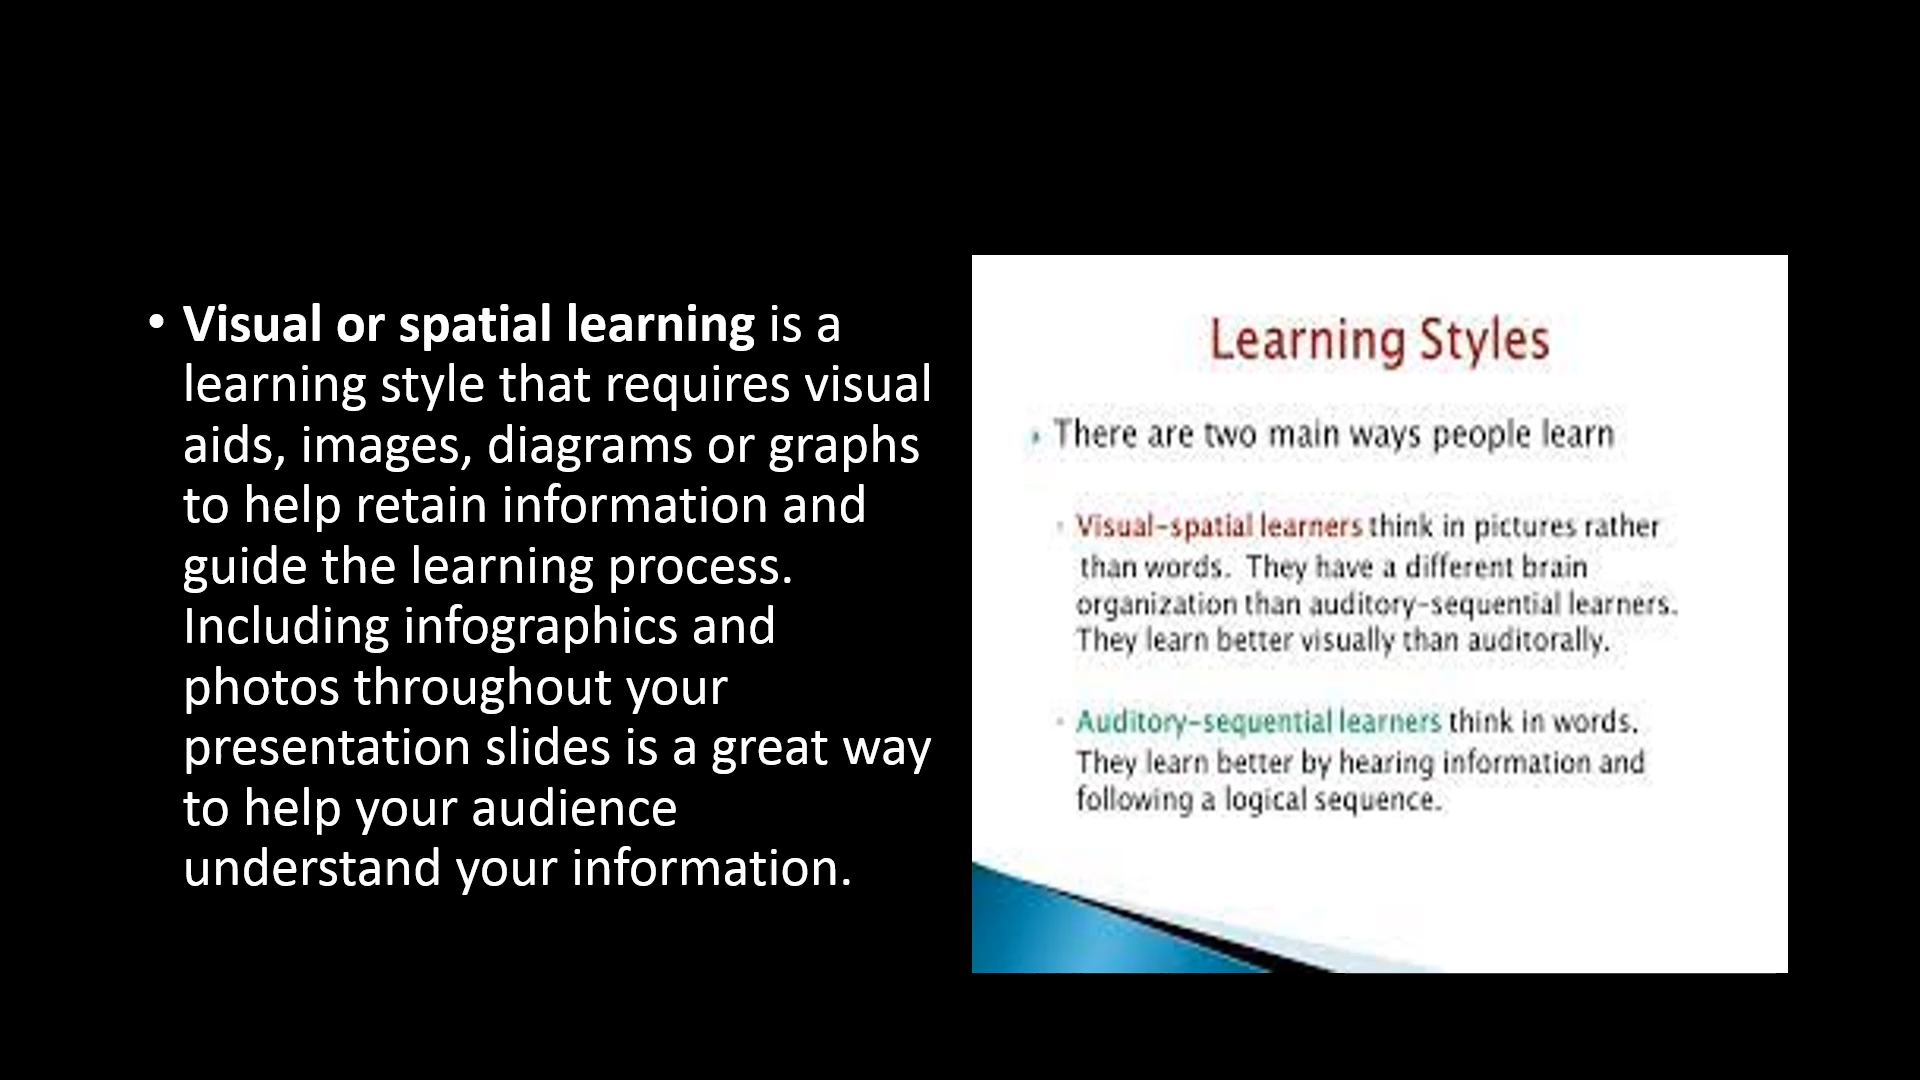 • Visual or spatial learning is a
learning style that requires visual
aids, images, diagrams or graphs
to help retain information and
guide the learning process.
Including infographics and
photos throughout your
presentation slides is a great way
to help your audience
understand your information.
Learning Styles
There are two main ways people learn
Visual-spatial learners think in pictures rather
than words. They have a different brain
organization than auditory-sequential learners.
They learn better visually than auditorally.
Auditory-sequential learners think in words.
They learn better by hearing information and
following a logical sequence.